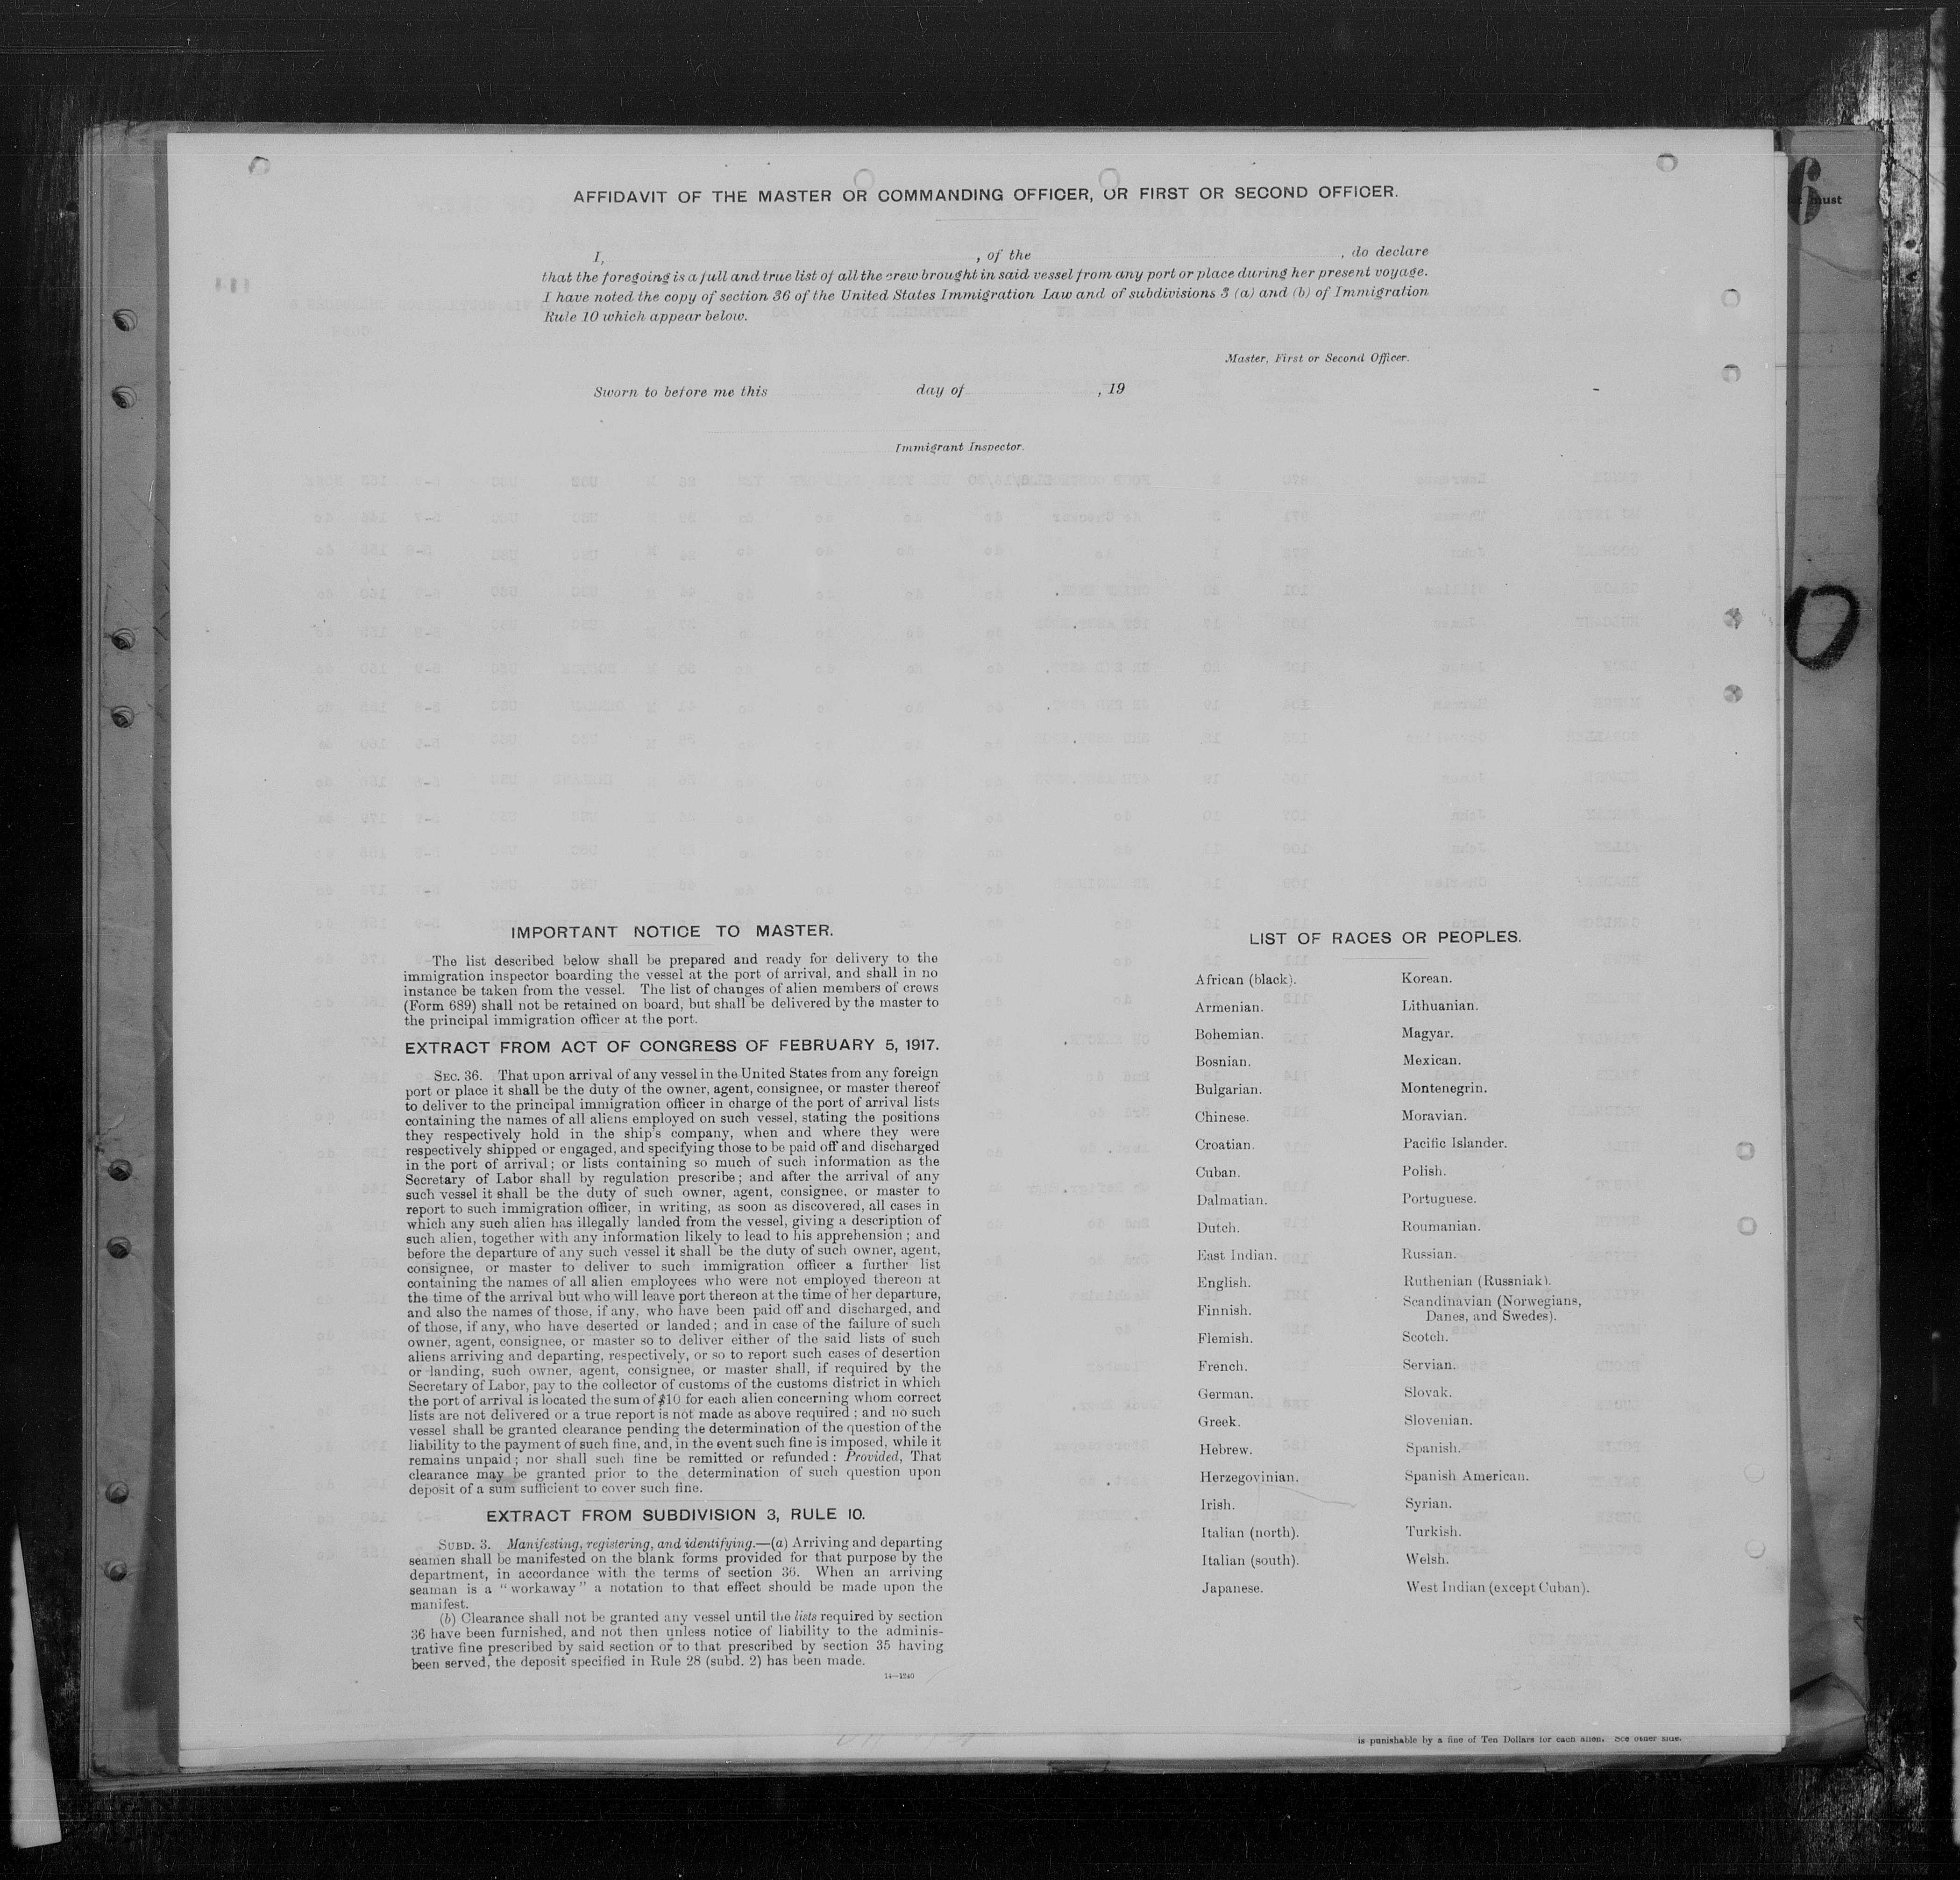 AFFIDAVIT OF THE MASTER OR COMMANDING OFFICER, OR FIRST OR SECOND OFFICER.
I, , of the , do declare
that the foregoing is a full and true list of all the crew brought in said vessel from any port or place during her present voyage.
I have noted the copy of section 36 of the United States Immigration Law and of subdivisions 3 (a) and (b) of Immigration
Rule 10 which appear below.
Master, First or Second Officer.
Sworn to before me this day of , 19
Immigrant Inspector.
IMPORTANT NOTICE TO MASTER.
The list described below shall be prepared and ready for delivery to the
immigration inspector boarding the vessel at the port of arrival, and shall in no
instance be taken from the vessel. The list of changes of alien members of crews
(Form 689) shall not be retained on board, but shall be delivered by the master to
the principal immigration officer at the port.
EXTRACT FROM ACT OF CONGRESS OF FEBRUARY 5, 1917.
SEC. 36. That upon arrival of any vessel in the United States from any foreign
port or place it shall be the duty of the owner, agent, consignee, or master thereof
to deliver to the principal immigration officer in charge of the port of arrival lists
containing the names of all aliens employed on such vessel, stating the positions
they respectively hold in the ship's company, when and where they were
respectively shipped or engaged, and specifying those to be paid off and discharged
in the port of arrival; or lists containing so much of such information as the
Secretary of Labor shall by regulation prescribe; and after the arrival of any
such vessel it shall be the duty of such owner, agent, consignee, or master to
report to such immigration officer, in writing, as soon as discovered, all cases in
which any such alien has illegally landed from the vessel, giving a description of
such alien, together with any information likely to lead to his apprehension; and
before the departure of any such vessel it shall be the duty of such owner, agent,
consignee, or master to deliver to such immigration officer a further list
containing the names of all alien employees who were not employed thereon at
the time of the arrival but who will leave port thereon at the time of her departure,
and also the names of those, if any, who have been paid off and discharged, and
of those, if any, who have deserted or landed; and in case of the failure of such
owner, agent, consignee, or master so to deliver either of the said lists of such
aliens arriving and departing, respectively, or so to report such cases of desertion
or landing, such owner, agent, consignee, or master shall, if required by the
Secretary of Labor, pay to the collector of customs of the customs district in which
the port of arrival is located the sum of $10 for each alien concerning whom correct
lists are not delivered or a true report is not made as above required; and no such
vessel shall be granted clearance pending the determination of the question of the
liability to the payment of such fine, and, in the event such fine is imposed, while it
remains unpaid; nor shall such fine be remitted or refunded: Provided, That
clearance may be granted prior to the determination of such question upon
deposit of a sum sufficient to cover such fine.
EXTRACT FROM SUBDIVISION 3, RULE 10.
SUBD. 3. Manifesting, registering, and identifying.—(a) Arriving and departing
seamen shall be manifested on the blank forms provided for that purpose by the
department, in accordance with the terms of section 36. When an arriving
seaman is a "workaway" a notation to that effect should be made upon the
manifest.
(b) Clearance shall not be granted any vessel until the lists required by section
36 have been furnished, and not then unless notice of liability to the adminis-
trative fine prescribed by said section or to that prescribed by section 35 having
been served, the deposit specified in Rule 28 (subd. 2) has been made.
14—1240
LIST OF RACES OR PEOPLES.
African (black).
Armenian.
Bohemian.
Bosnian.
Bulgarian.
Chinese.
Croatian.
Cuban.
Dalmatian.
Dutch.
East Indian.
English.
Finnish.
Flemish.
French.
German.
Greek.
Hebrew.
Herzegovinian.
Irish.
Italian (north).
Italian (south).
Japanese.
Korean.
Lithuanian.
Magyar.
Mexican.
Montenegrin.
Moravian.
Pacific Islander.
Polish.
Portuguese.
Roumanian.
Russian.
Ruthenian (Russniak).
Scandinavian (Norwegians,
Danes, and Swedes).
Scotch.
Servian.
Slovak.
Slovenian.
Spanish.
Spanish American.
Syrian.
Turkish.
Welsh.
West Indian (except Cuban).
6
must
0
is punishable by a fine of Ten Dollars for each alien. See other side.